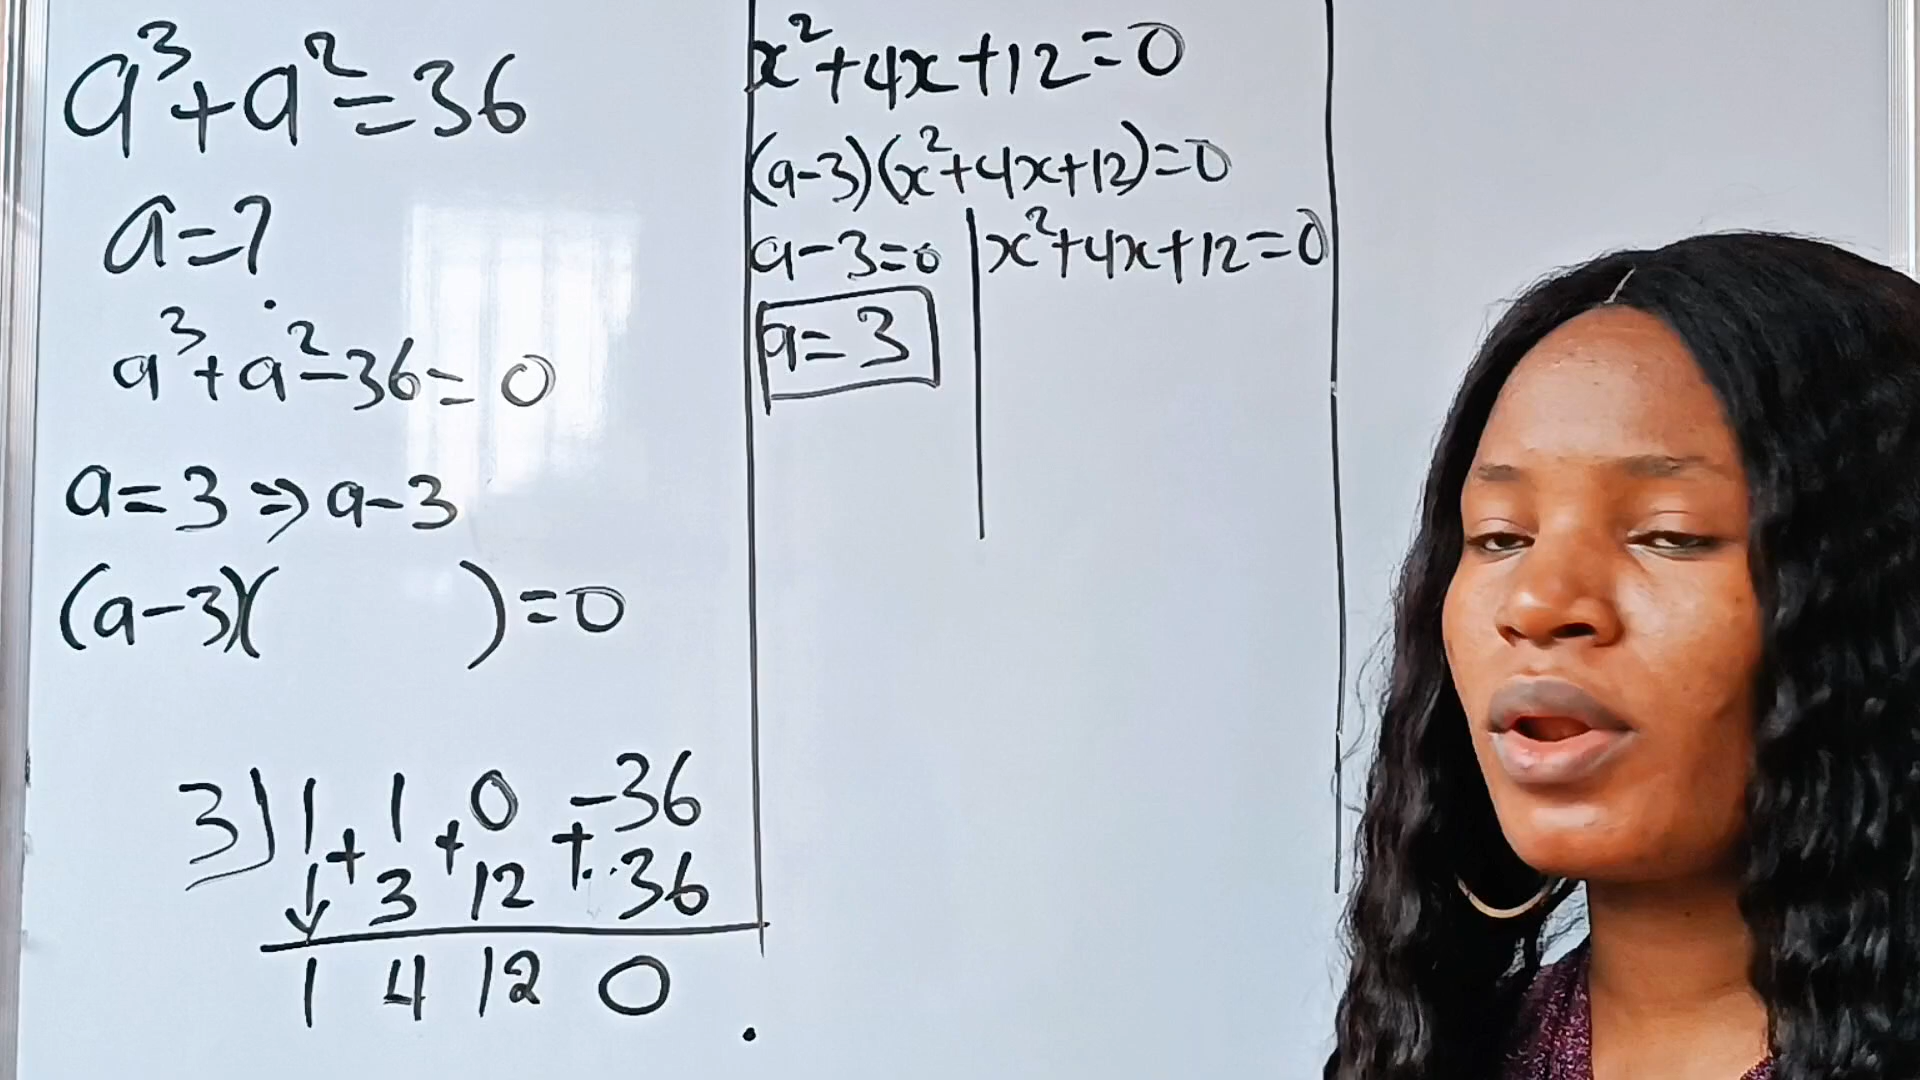 a³+a²=36
a=?
a³+a²-36=0
a=3⇒a-3
(a-3)(      )=0
3) 1 + 1 + 0 + -36
↓ 3 12 36
1 4 12 0
x²+4x+12=0
(a-3)(x²+4x+12)=0
a-3=0 | x²+4x+12=0
a=3